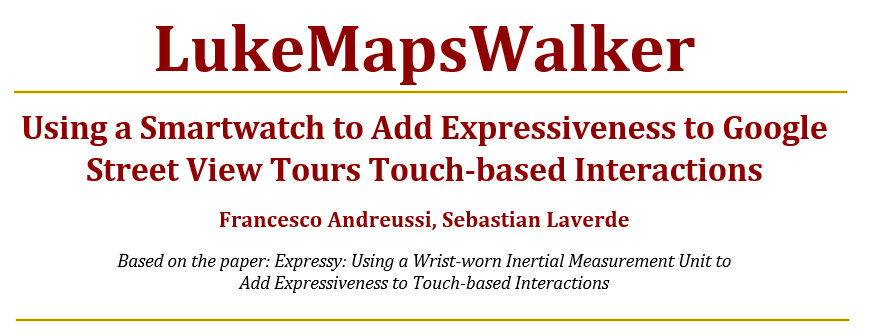 LukeMapsWalker
Using a Smartwatch to Add Expressiveness to Google
Street View Tours Touch-based Interactions
Francesco Andreussi, Sebastian Laverde
Based on the paper: Expressy: Using a Wrist-worn Inertial Measurement Unit to
Add Expressiveness to Touch-based Interactions